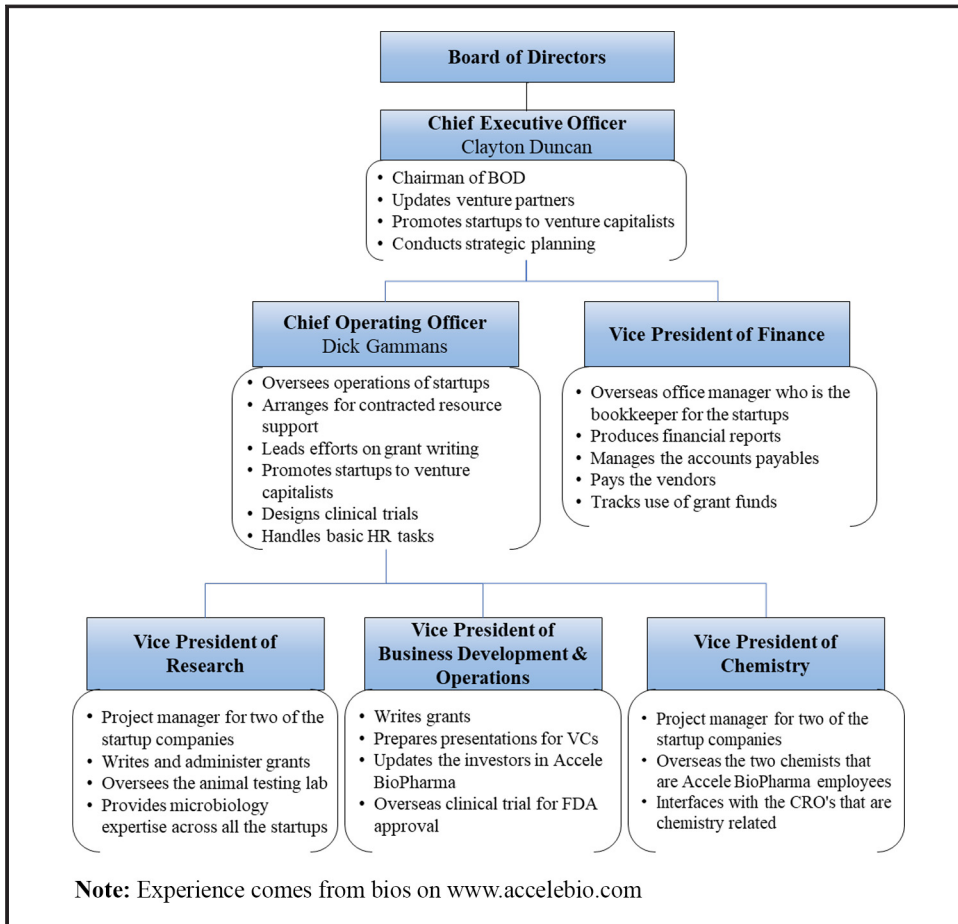 Board of Directors
Chief Executive Officer
Clayton Duncan
• Chairman of BOD
• Updates venture partners
• Promotes startups to venture capitalists
• Conducts strategic planning
Chief Operating Officer
Dick Gammans
• Oversees operations of startups
• Arranges for contracted resource
support
• Leads efforts on grant writing
• Promotes startups to venture
capitalists
• Designs clinical trials
• Handles basic HR tasks
Vice President of Finance
• Overseas office manager who is the
bookkeeper for the startups
• Produces financial reports
• Manages the accounts payables
• Pays the vendors
• Tracks use of grant funds
Vice President of
Research
• Project manager for two of the
startup companies
• Writes and administer grants
• Oversees the animal testing lab
• Provides microbiology
expertise across all the startups
Vice President of
Business Development &
Operations
• Writes grants
• Prepares presentations for VCs
• Updates the investors in Accele
BioPharma
• Overseas clinical trial for FDA
approval
Vice President of
Chemistry
• Project manager for two of the
startup companies
• Overseas the two chemists that
are Accele BioPharma employees
• Interfaces with the CRO's that are
chemistry related
Note: Experience comes from bios on www.accelebio.com